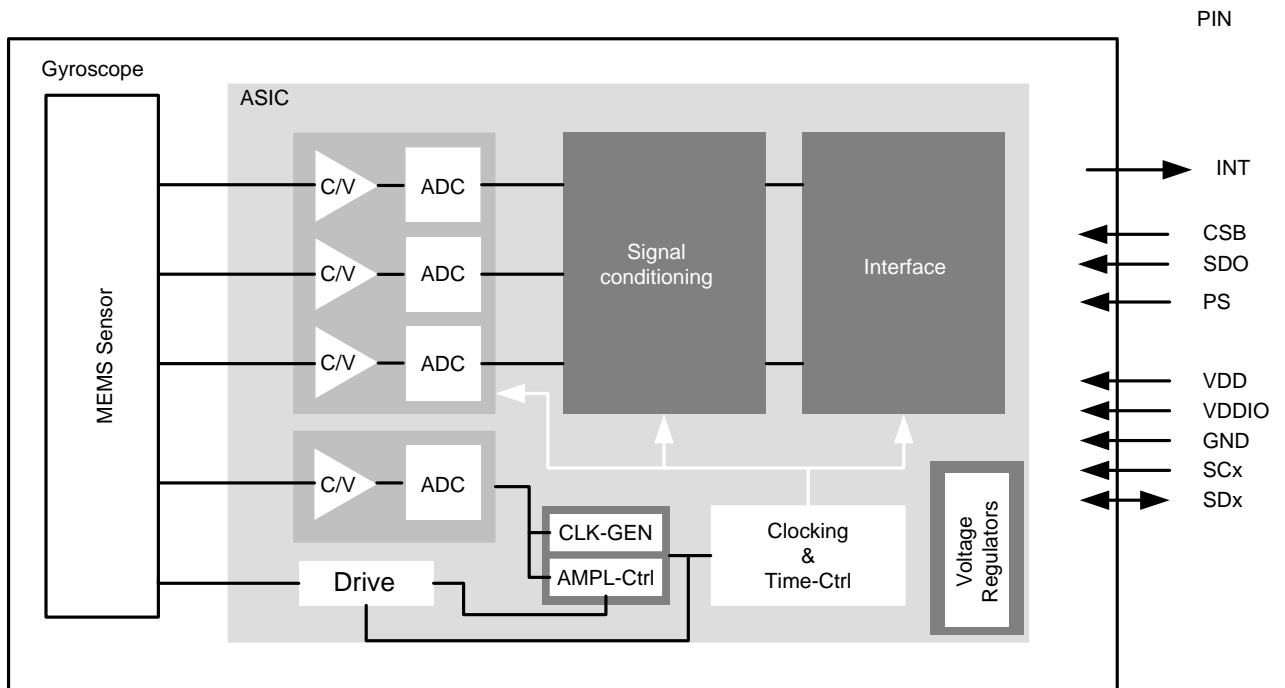 PIN
Gyroscope
ASIC
MEMS Sensor
C/V
ADC
C/V
ADC
C/V
ADC
C/V
ADC
Signal
conditioning
Interface
CLK-GEN
AMPL-Ctrl
Drive
Clocking
&
Time-Ctrl
Voltage
Regulators
INT
CSB
SDO
PS
VDD
VDDIO
GND
SCx
SDx